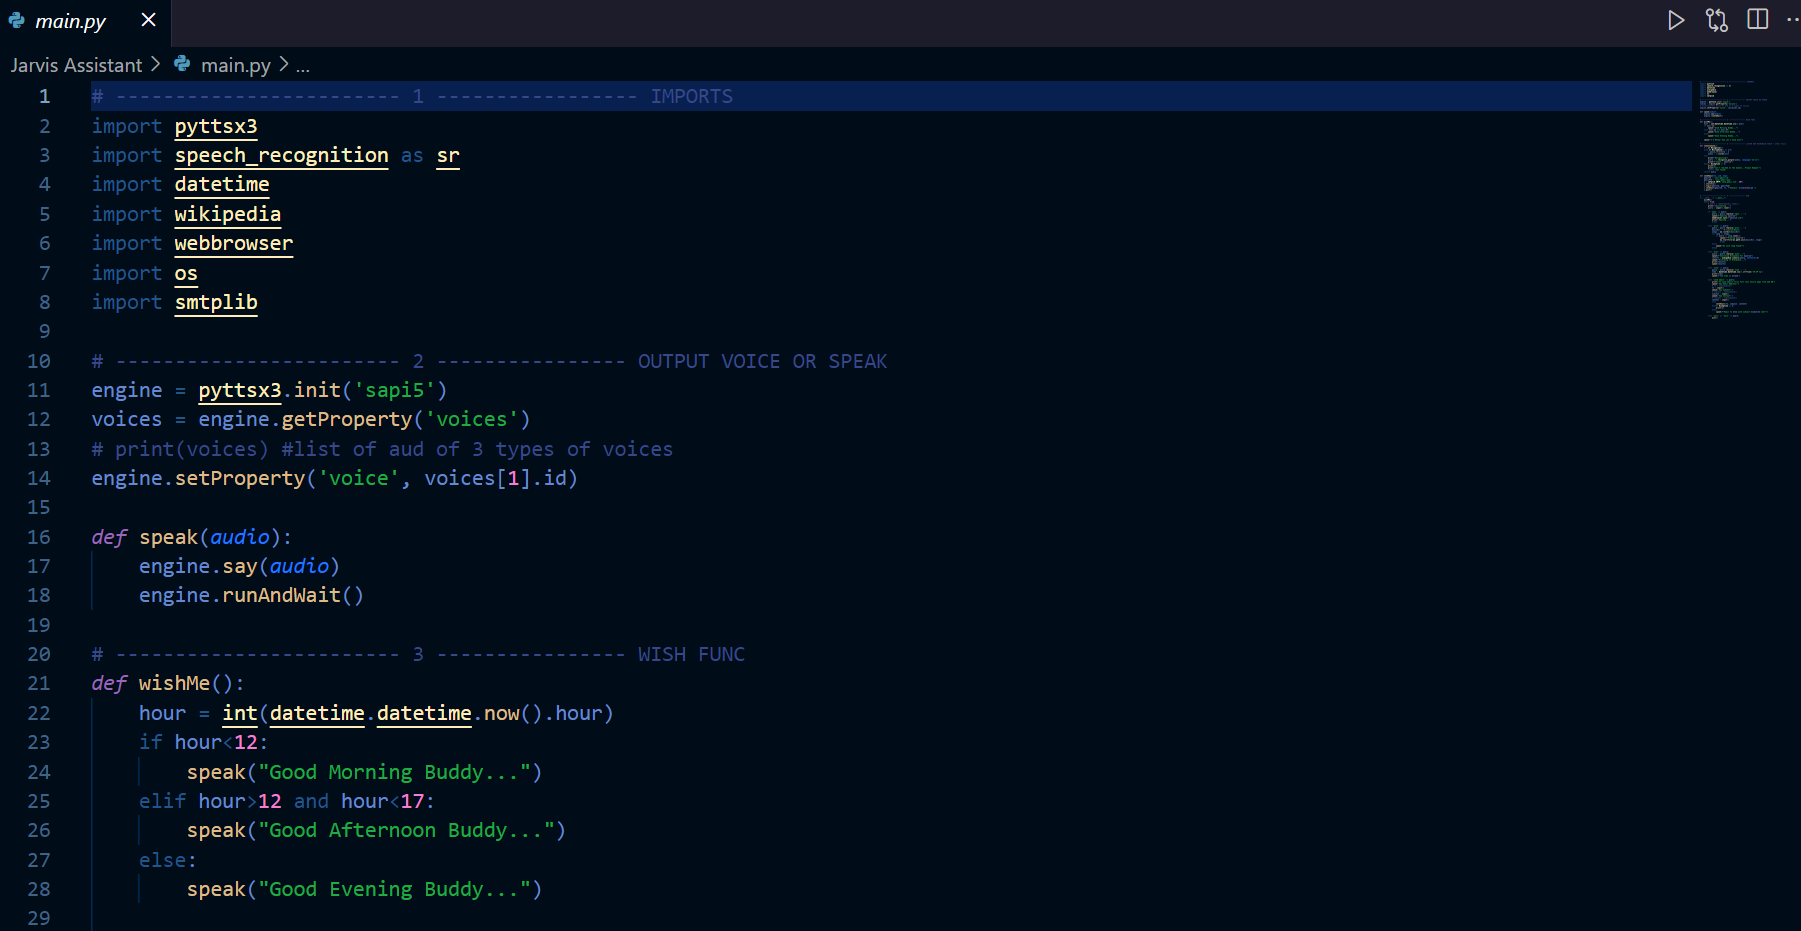 main.py
Jarvis Assistant > main.py > ...
1 # ------------------------ 1 ----------------- IMPORTS
2 import pyttsx3
3 import speech_recognition as sr
4 import datetime
5 import wikipedia
6 import webbrowser
7 import os
8 import smtplib
9
10 # ------------------------ 2 ---------------- OUTPUT VOICE OR SPEAK
11 engine = pyttsx3.init('sapi5')
12 voices = engine.getProperty('voices')
13 # print(voices) #list of aud of 3 types of voices
14 engine.setProperty('voice', voices[1].id)
15
16 def speak(audio):
17     engine.say(audio)
18     engine.runAndWait()
19
20 # ------------------------ 3 ---------------- WISH FUNC
21 def wishMe():
22     hour = int(datetime.datetime.now().hour)
23     if hour<12:
24         speak("Good Morning Buddy...")
25     elif hour>12 and hour<17:
26         speak("Good Afternoon Buddy...")
27     else:
28         speak("Good Evening Buddy...")
29